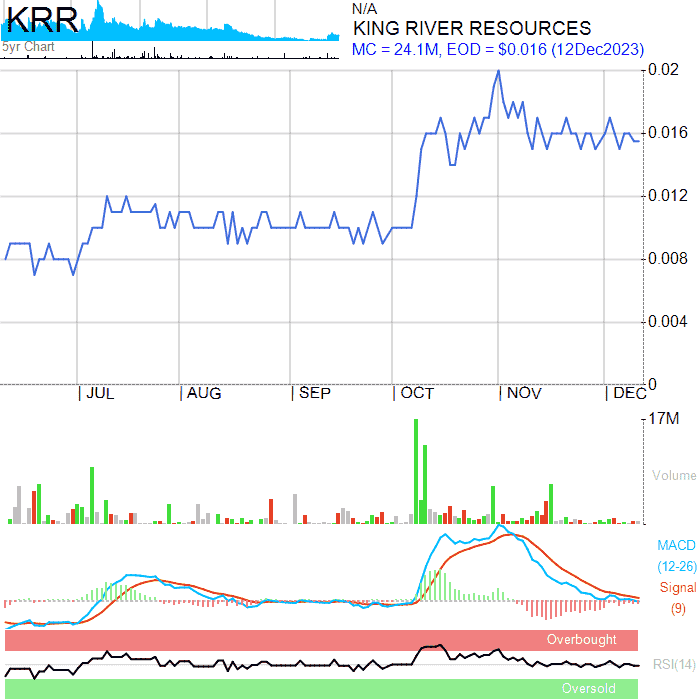 KRR
5yr Chart
N/A
KING RIVER RESOURCES
MC = 24.1M, EOD = $0.016 (12Dec2023)
0.02
0.016
0.012
0.008
0.004
0
| JUL | AUG | SEP | OCT | NOV | DEC
17M
Volume
MACD
(12-26)
Signal
(9)
Overbought
RSI(14)
Oversold